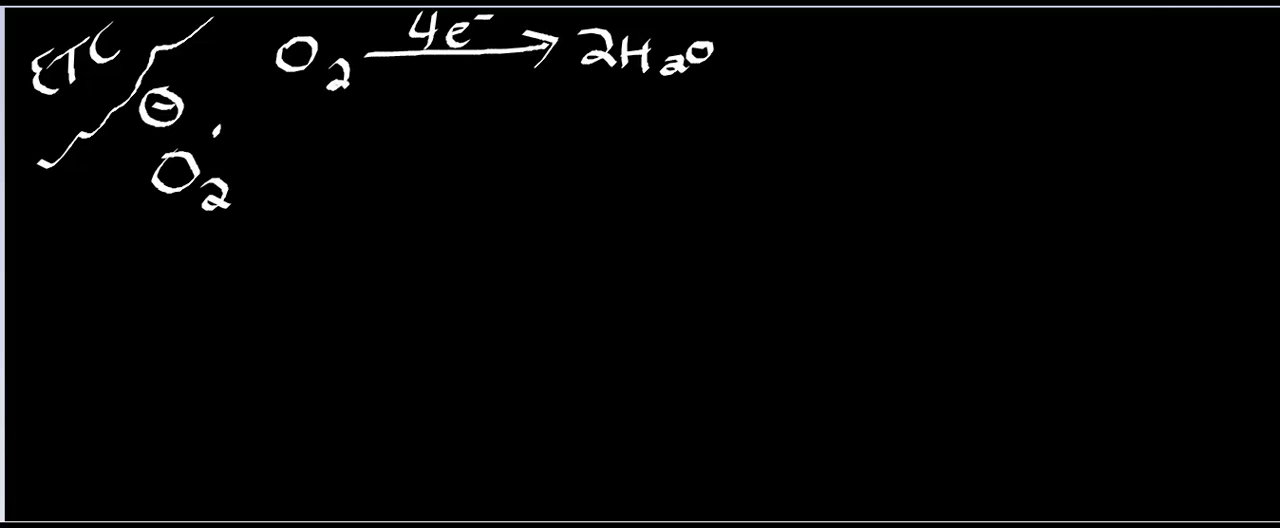 ETC
O2 4e- → 2H2O
⊖
O2